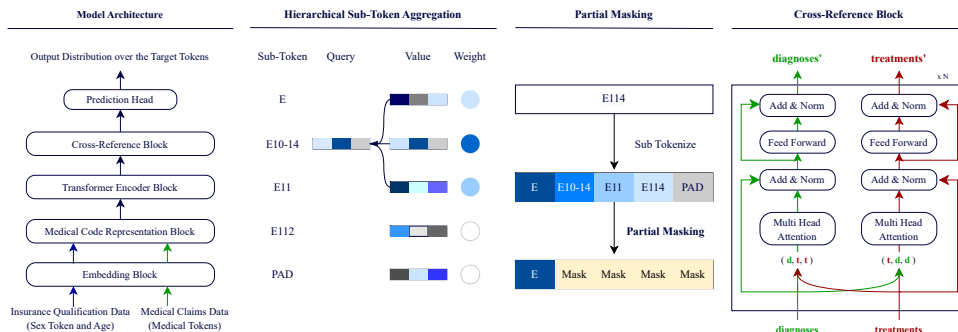 Model Architecture
Output Distribution over the Target Tokens
Prediction Head
Cross-Reference Block
Transformer Encoder Block
Medical Code Representation Block
Embedding Block
Insurance Qualification Data
(Sex Token and Age)
Medical Claims Data
(Medical Tokens)
Hierarchical Sub-Token Aggregation
Sub-Token Query Value Weight
E
E10-14
E11
E112
PAD
Partial Masking
E114
Sub Tokenize
E E10-14 E11 E114 PAD
Partial Masking
E Mask Mask Mask Mask
Cross-Reference Block
diagnoses' treatments'
x N
Add & Norm Add & Norm
Feed Forward Feed Forward
Add & Norm Add & Norm
Multi Head Multi Head
Attention Attention
( d, t, t ) ( t, d, d )
diagnoses treatments